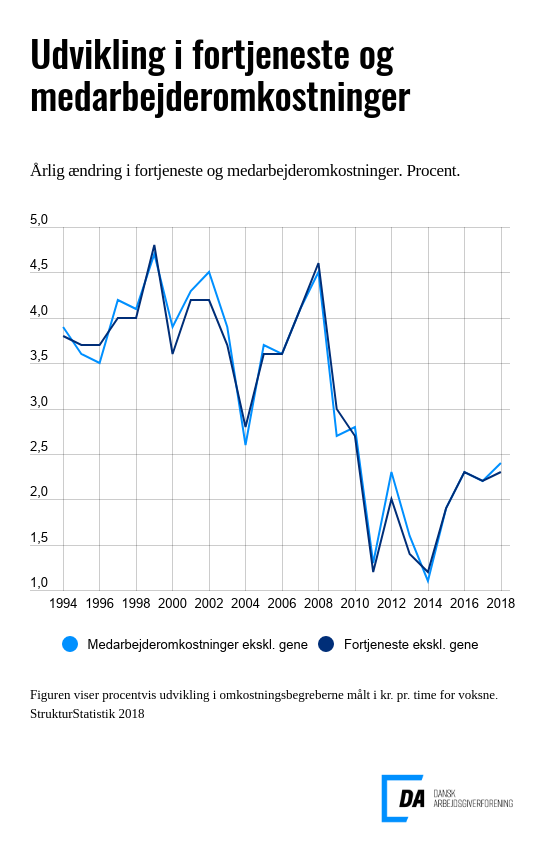 Udvikling i fortjeneste og
medarbejderomkostninger
Årlig ændring i fortjeneste og medarbejderomkostninger. Procent.
5,0
4,5
4,0
3,5
3,0
2,5
2,0
1,5
1,0
1994 1996 1998 2000 2002 2004 2006 2008 2010 2012 2014 2016 2018
Medarbejderomkostninger ekskl. gene Fortjeneste ekskl. gene
Figuren viser procentvis udvikling i omkostningsbegreberne målt i kr. pr. time for voksne.
StrukturStatistik 2018
DA DANSK
ARBEJDSGIVERFORENING